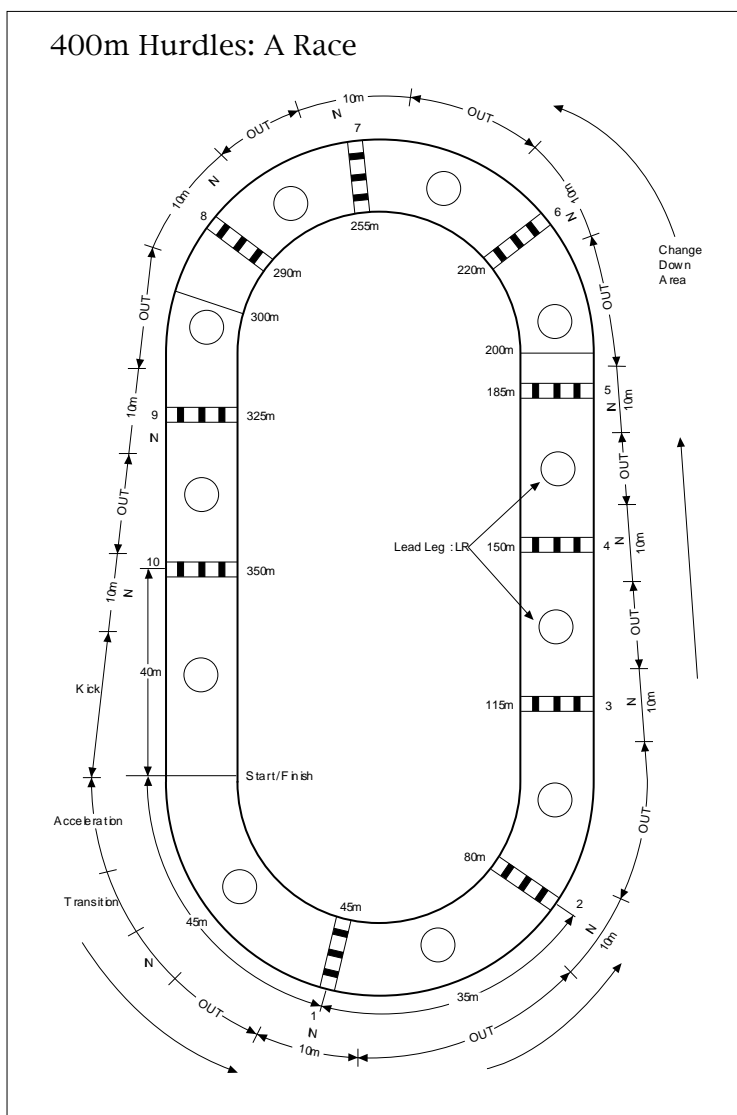 400m Hurdles: A Race
10m
N
OUT
OUT
7
10m
N
10m
N
8
6
N
255m
220m
290m
Change
Down
Area
OUT
OUT
300m
200m
185m
5
N
10m
10m
9
N
325m
OUT
OUT
Lead Leg : LR
150m
4
N
10m
10
350m
10m
N
OUT
40m
Kick
115m
3
N
10m
Start/Finish
Acceleration
OUT
80m
Transition
2
N
10m
45m
45m
N
35m
OUT
1
N
10m
OUT